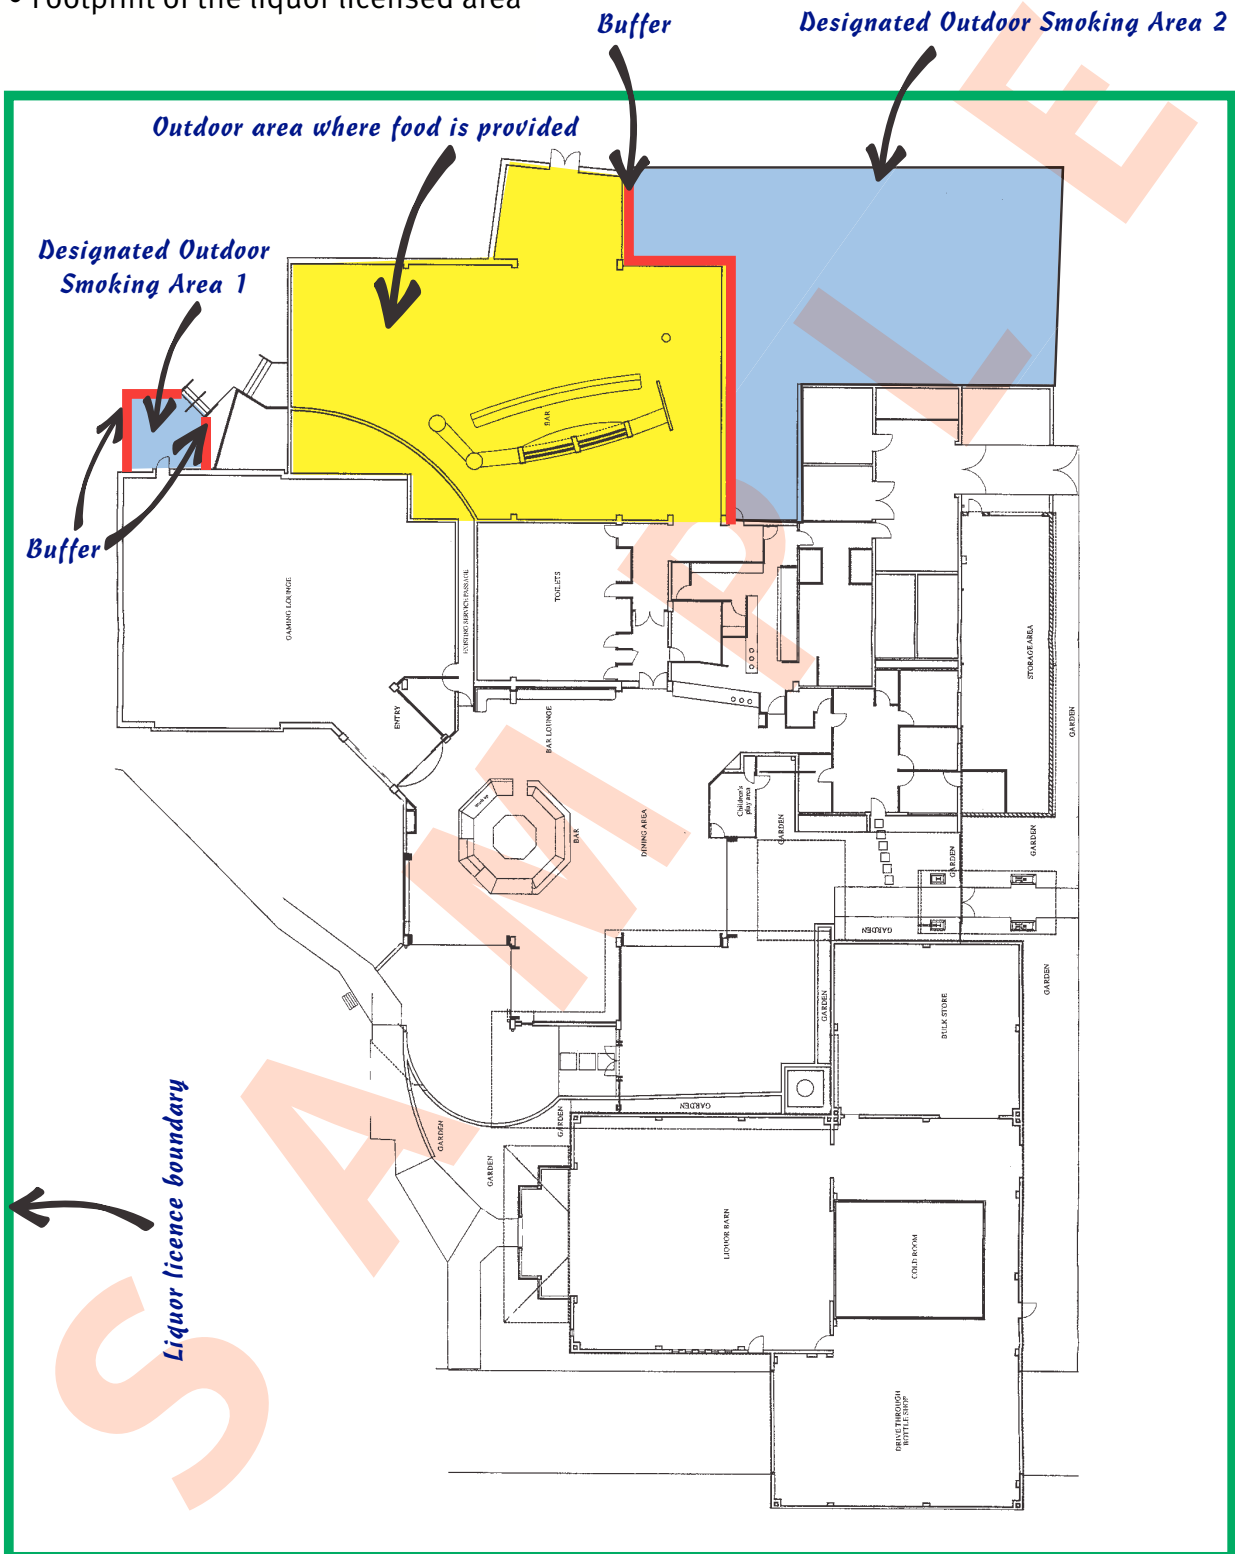 • Footprint of the liquor licensed area
Buffer
Designated Outdoor Smoking Area 2
Outdoor area where food is provided
Designated Outdoor
Smoking Area 1
Buffer
BAR
GAMING LOUNGE
EXISTING SERVICE PASSAGE
TOILETS
STORAGE AREA
GARDEN
ENTRY
BAR LOUNGE
BAR
DINING AREA
Children's
play area
GARDEN
GARDEN
GARDEN
GARDEN
GARDEN
GARDEN
BULK STORE
GARDEN
GARDEN
GARDEN
GARDEN
Liquor licence boundary
LIQUOR BARN
COLD ROOM
DRIVE THROUGH
BOTTLE SHOP
SAMPLE